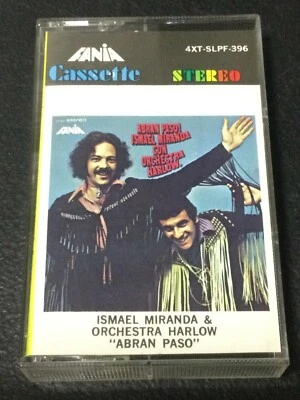 FANIA
4XT-SLPF-396
Cassette
STEREO
FANIA
ABRAN PASO!
ISMAEL MIRANDA
CON
ORCHESTRA
HARLOW
ISMAEL MIRANDA &
ORCHESTRA HARLOW
"ABRAN PASO"